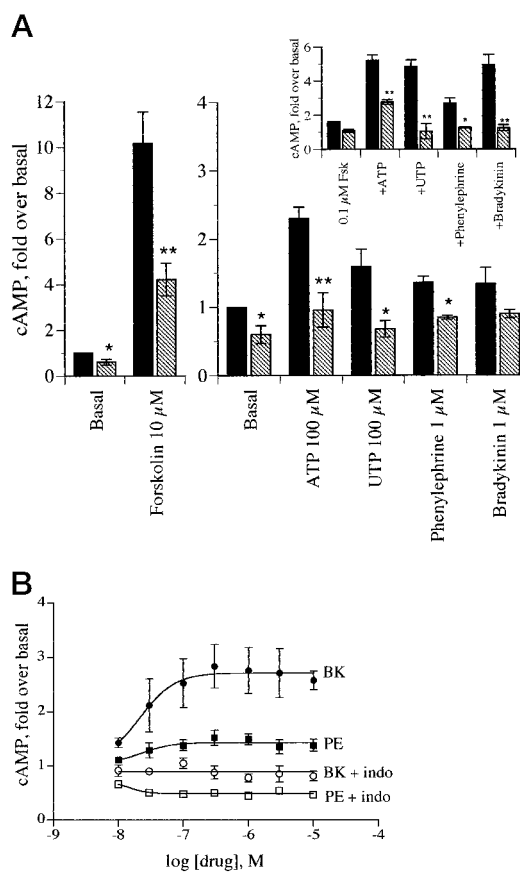 A
cAMP, fold over basal
12
10
8
6
4
2
0
Basal
Forskolin 10 µM
*
**
4
3
2
1
0
Basal
ATP 100 µM
UTP 100 µM
Phenylephrine 1 µM
Bradykinin 1 µM
*
**
*
*
cAMP, fold over basal
6
4
2
0
0.1 µM Fsk
+ATP
+UTP
+Phenylephrine
+Bradykinin
**
**
*
**
B
cAMP, fold over basal
4
3
2
1
0
BK
PE
BK + indo
PE + indo
-9 -8 -7 -6 -5 -4
log [drug], M